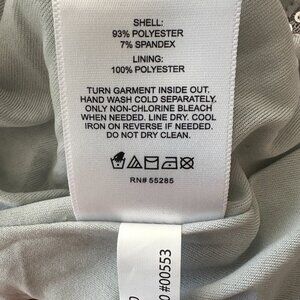 SHELL:
93% POLYESTER
7% SPANDEX
LINING:
100% POLYESTER
TURN GARMENT INSIDE OUT.
HAND WASH COLD SEPARATELY.
ONLY NON-CHLORINE BLEACH
WHEN NEEDED. LINE DRY. COOL
IRON ON REVERSE IF NEEDED.
DO NOT DRY CLEAN.
RN# 55285
#00553